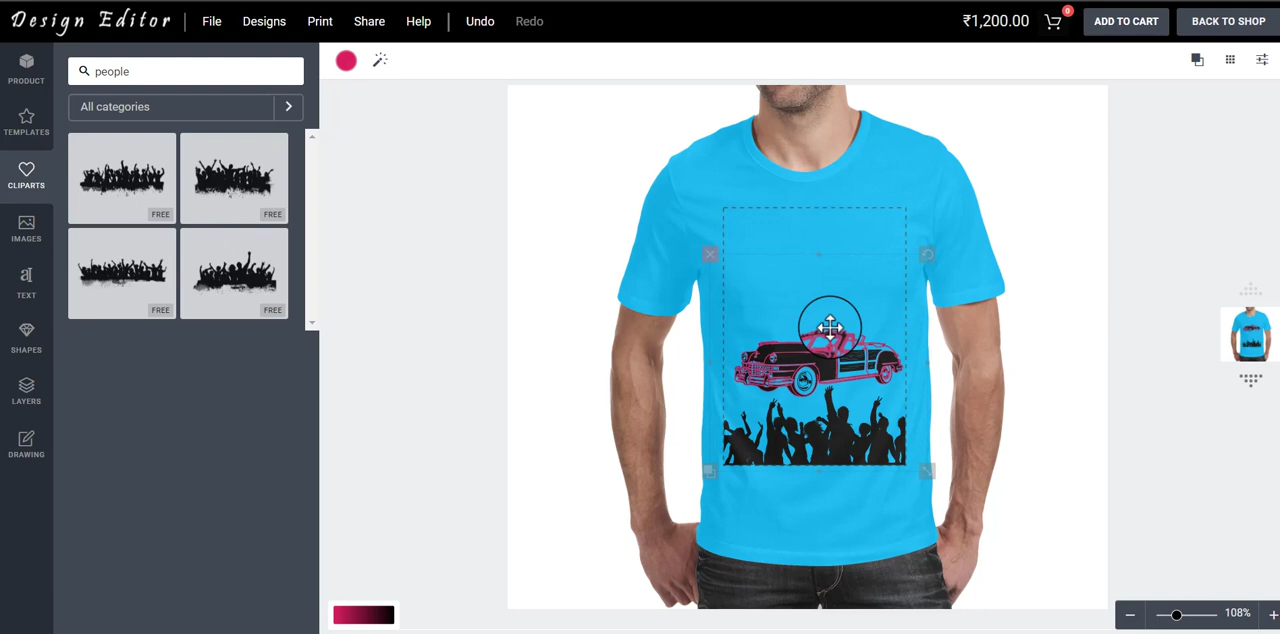 Design Editor File Designs Print Share Help Undo Redo ₹1,200.00 0 ADD TO CART BACK TO SHOP
PRODUCT
TEMPLATES
CLIPARTS
IMAGES
TEXT
SHAPES
LAYERS
DRAWING
people
All categories
FREE FREE
FREE FREE
108%